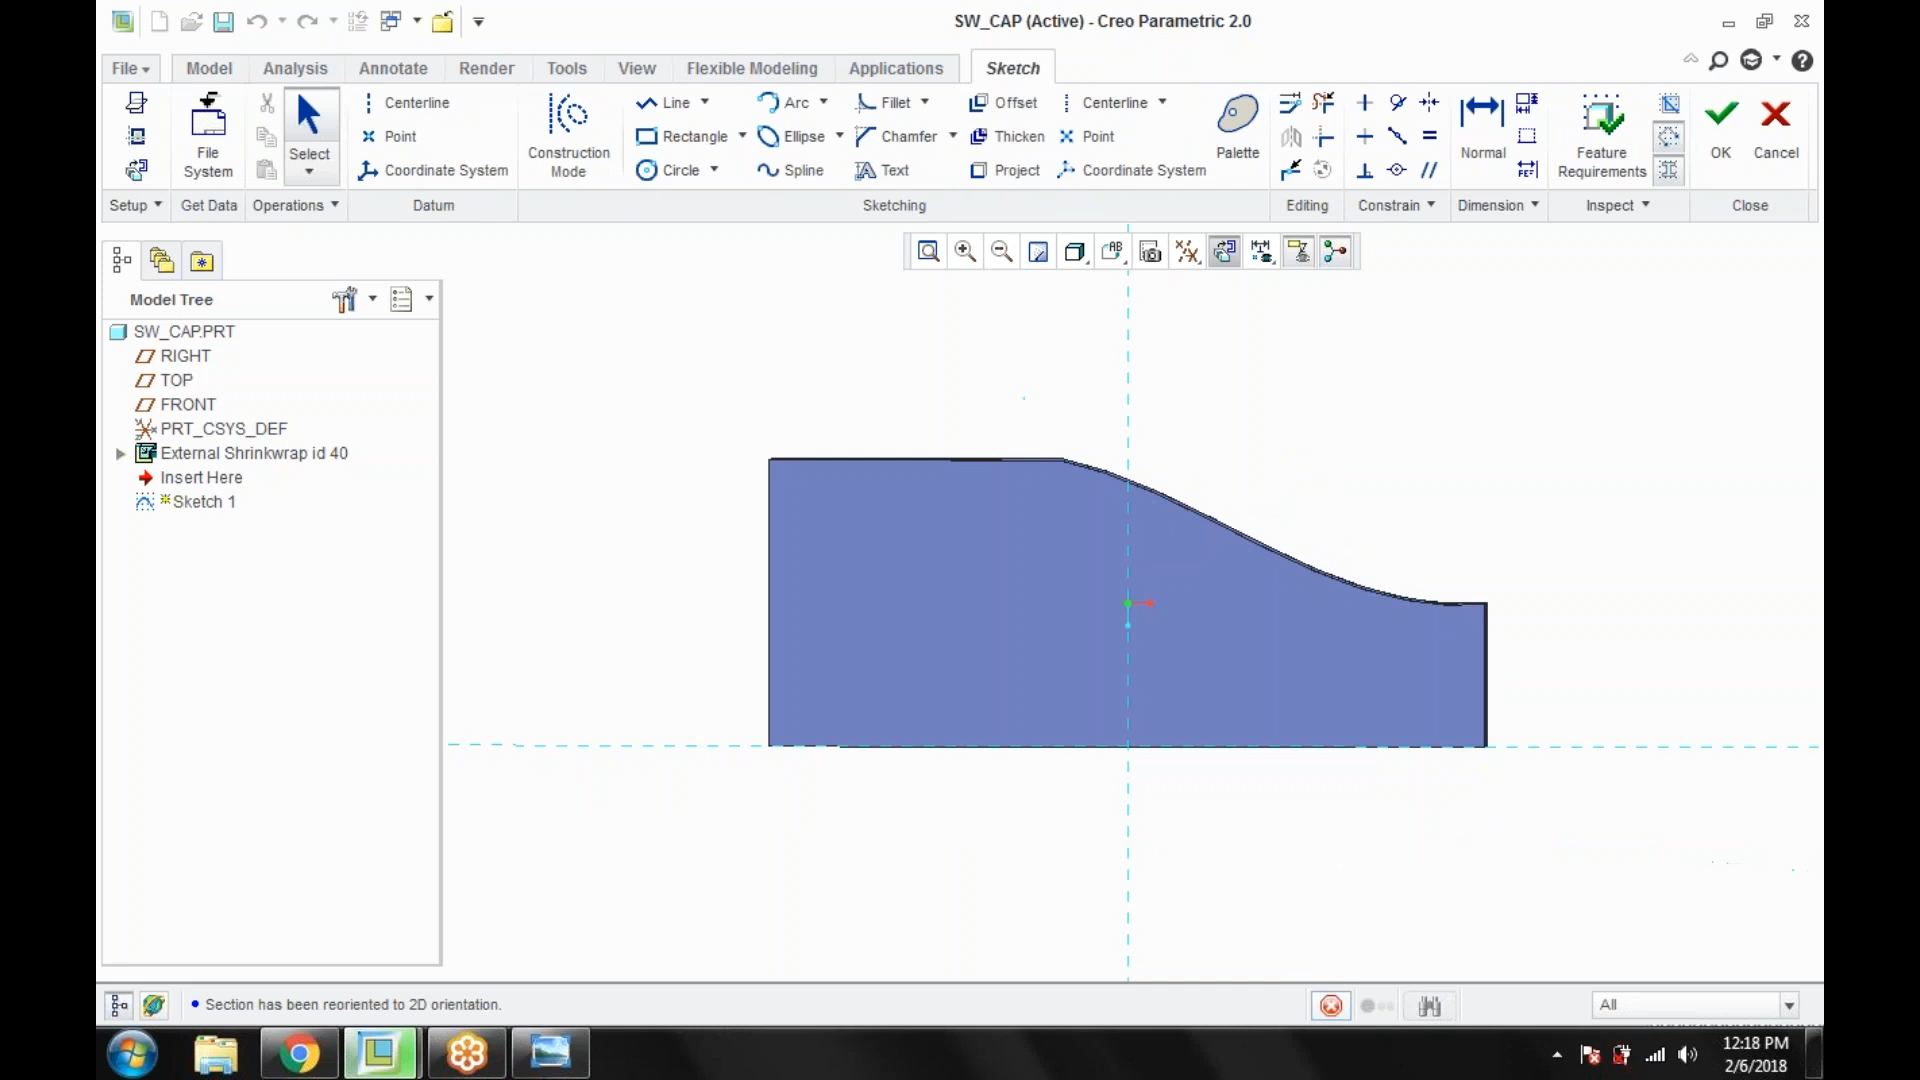 SW_CAP (Active) - Creo Parametric 2.0
File Model Analysis Annotate Render Tools View Flexible Modeling Applications Sketch
Centerline Line Arc Fillet Offset Centerline
Point Rectangle Ellipse Chamfer Thicken Point
Coordinate System Circle Spline Text Project Coordinate System
File System
Select
Construction Mode
Palette
Normal
Feature Requirements
OK
Cancel
Setup Get Data Operations Datum Sketching Editing Constrain Dimension Inspect Close
Model Tree
SW_CAP.PRT
RIGHT
TOP
FRONT
PRT_CSYS_DEF
External Shrinkwrap id 40
Insert Here
Sketch 1
Section has been reoriented to 2D orientation.
All
12:18 PM
2/6/2018